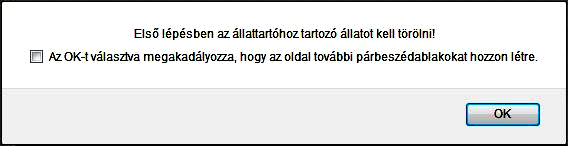 Első lépésben az állattartóhoz tartozó állatot kell törölni!
Az OK-t választva megakadályozza, hogy az oldal további párbeszédablakokat hozzon létre.
OK